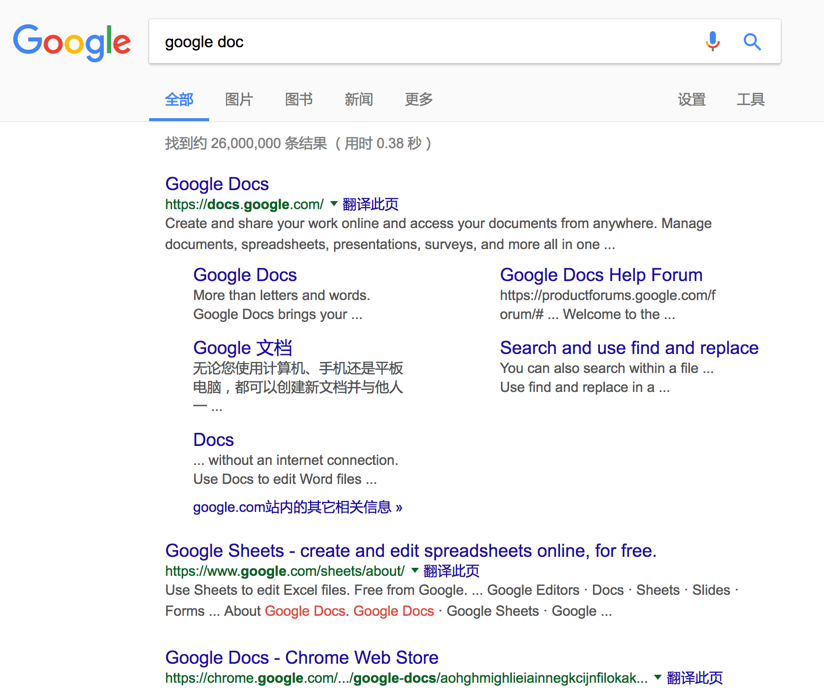 Google
google doc
全部 图片 图书 新闻 更多 设置 工具
找到约 26,000,000 条结果 （用时 0.38 秒）
Google Docs
https://docs.google.com/ 翻译此页
Create and share your work online and access your documents from anywhere. Manage
documents, spreadsheets, presentations, surveys, and more all in one ...
Google Docs
More than letters and words.
Google Docs brings your ...
Google Docs Help Forum
https://productforums.google.com/f
orum/# ... Welcome to the ...
Google 文档
无论您使用计算机、手机还是平板
电脑，都可以创建新文档并与他人
一 ...
Search and use find and replace
You can also search within a file ...
Use find and replace in a ...
Docs
... without an internet connection.
Use Docs to edit Word files ...
google.com站内的其它相关信息 »
Google Sheets - create and edit spreadsheets online, for free.
https://www.google.com/sheets/about/ 翻译此页
Use Sheets to edit Excel files. Free from Google. ... Google Editors · Docs · Sheets · Slides ·
Forms ... About Google Docs. Google Docs · Google Sheets · Google ...
Google Docs - Chrome Web Store
https://chrome.google.com/.../google-docs/aohghmighlieiainnegkcijnfilokak... 翻译此页